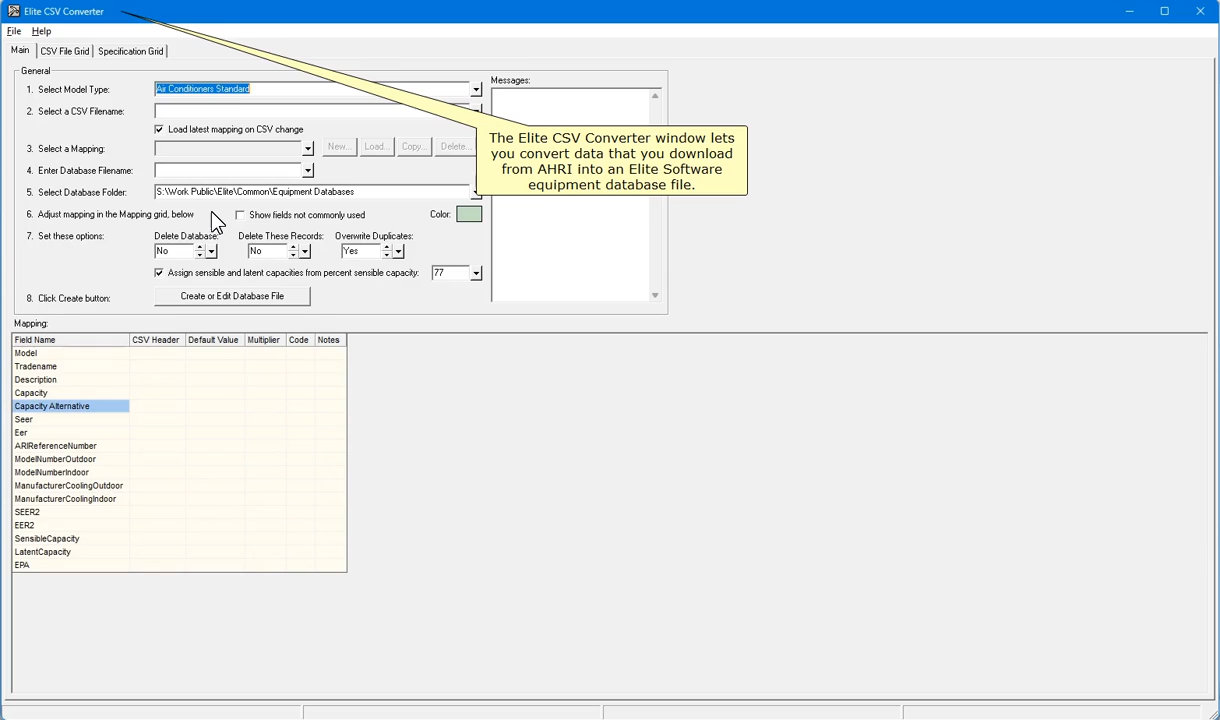 Elite CSV Converter
File Help
Main CSV File Grid Specification Grid
General
1. Select Model Type: Air Conditioners Standard
2. Select a CSV Filename:
Load latest mapping on CSV change
3. Select a Mapping: New... Load... Copy... Delete...
4. Enter Database Filename:
5. Select Database Folder: S:\Work Public\Elite\Common\Equipment Databases
6. Adjust mapping in the Mapping grid, below Show fields not commonly used Color:
7. Set these options: Delete Database: Delete These Records: Overwrite Duplicates:
No No Yes
Assign sensible and latent capacities from percent sensible capacity: 77
8. Click Create button: Create or Edit Database File
Messages:
The Elite CSV Converter window lets
you convert data that you download
from AHRI into an Elite Software
equipment database file.
Mapping:
Field Name CSV Header Default Value Multiplier Code Notes
Model
Tradename
Description
Capacity
Capacity Alternative
Seer
Eer
ARIReferenceNumber
ModelNumberOutdoor
ModelNumberIndoor
ManufacturerCoolingOutdoor
ManufacturerCoolingIndoor
SEER2
EER2
SensibleCapacity
LatentCapacity
EPA